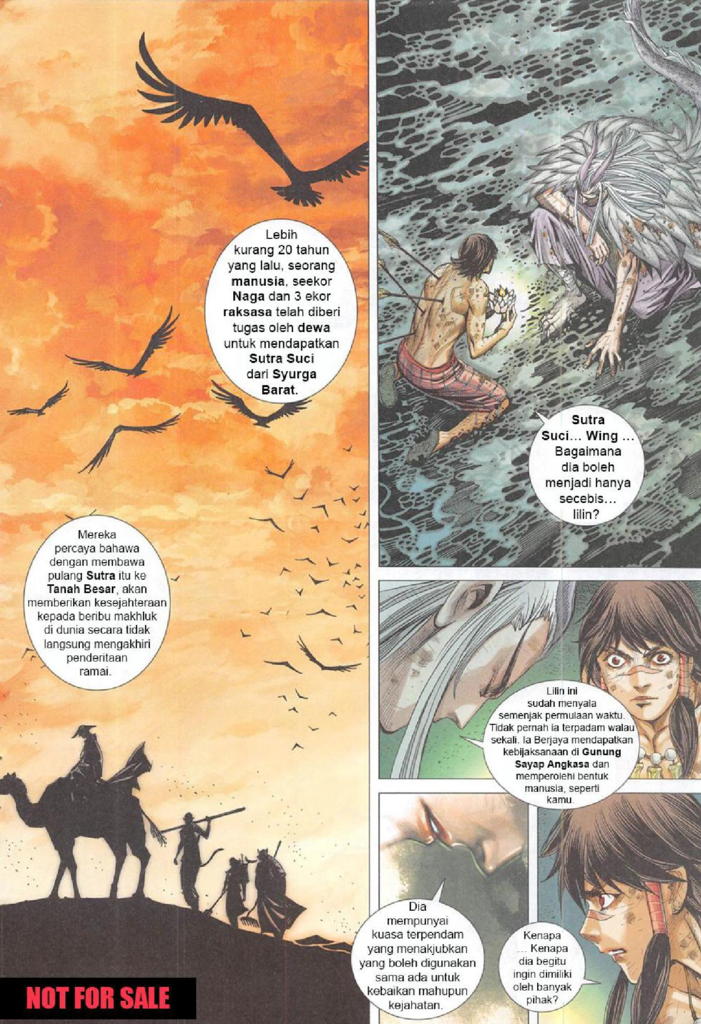 Lebih
kurang 20 tahun
yang lalu, seorang
manusia, seekor
Naga dan 3 ekor
raksasa telah diberi
tugas oleh dewa
untuk mendapatkan
Sutra Suci
dari Syurga
Barat.
Mereka
percaya bahawa
dengan membawa
pulang Sutra itu ke
Tanah Besar, akan
memberikan kesejahteraan
kepada beribu makhluk
di dunia secara tidak
langsung mengakhiri
penderitaan
ramai.
NOT FOR SALE
Sutra
Suci... Wing ...
Bagaimana
dia boleh
menjadi hanya
secebis...
lilin?
Lilin ini
sudah menyala
semenjak permulaan waktu.
Tidak pernah ia terpadam walau
sekali. Ia Berjaya mendapatkan
kebijaksanaan di Gunung
Sayap Angkasa dan
memperolehi bentuk
manusia, seperti
kamu.
Dia
mempunyai
kuasa terpendam
yang menakjubkan
yang boleh digunakan
sama ada untuk
kebaikan mahupun
kejahatan.
Kenapa
... Kenapa
dia begitu
ingin dimiliki
oleh banyak
pihak?